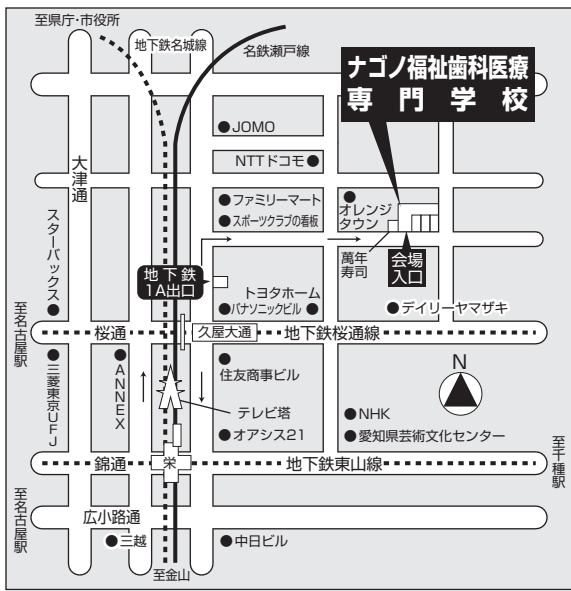 至県庁・市役所
地下鉄名城線
名鉄瀬戸線
ナゴノ福祉歯科医療
専門学校
JOMO
NTTドコモ
大津通
ファミリーマート
スポーツクラブの看板
オレンジ
タウン
萬年
寿司
会場
入口
スターバックス
地下鉄
1A出口
トヨタホーム
パナソニックビル
デイリーヤマザキ
至名古屋駅
桜通
久屋大通
地下鉄桜通線
三菱東京UFJ
ANNEX
住友商事ビル
N
テレビ塔
オアシス21
NHK
愛知県芸術文化センター
錦通
栄
地下鉄東山線
至千種駅
至名古屋駅
広小路通
三越
中日ビル
至金山